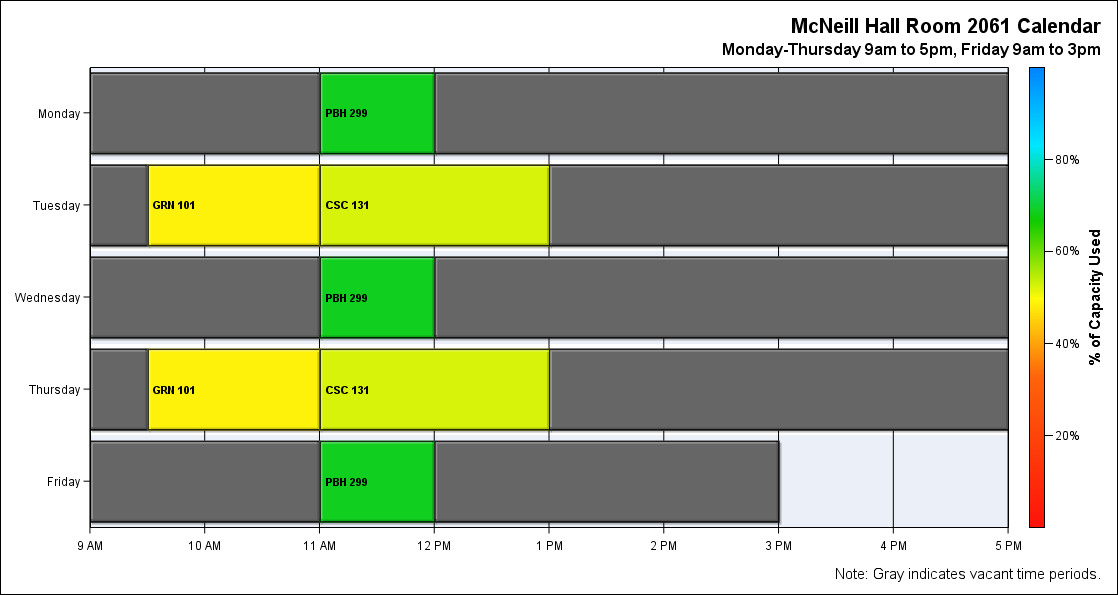 McNeill Hall Room 2061 Calendar
Monday-Thursday 9am to 5pm, Friday 9am to 3pm
Monday
PBH 299
Tuesday
GRN 101
CSC 131
Wednesday
PBH 299
Thursday
GRN 101
CSC 131
Friday
PBH 299
9 AM
10 AM
11 AM
12 PM
1 PM
2 PM
3 PM
4 PM
5 PM
80%
60%
40%
20%
% of Capacity Used
Note: Gray indicates vacant time periods.